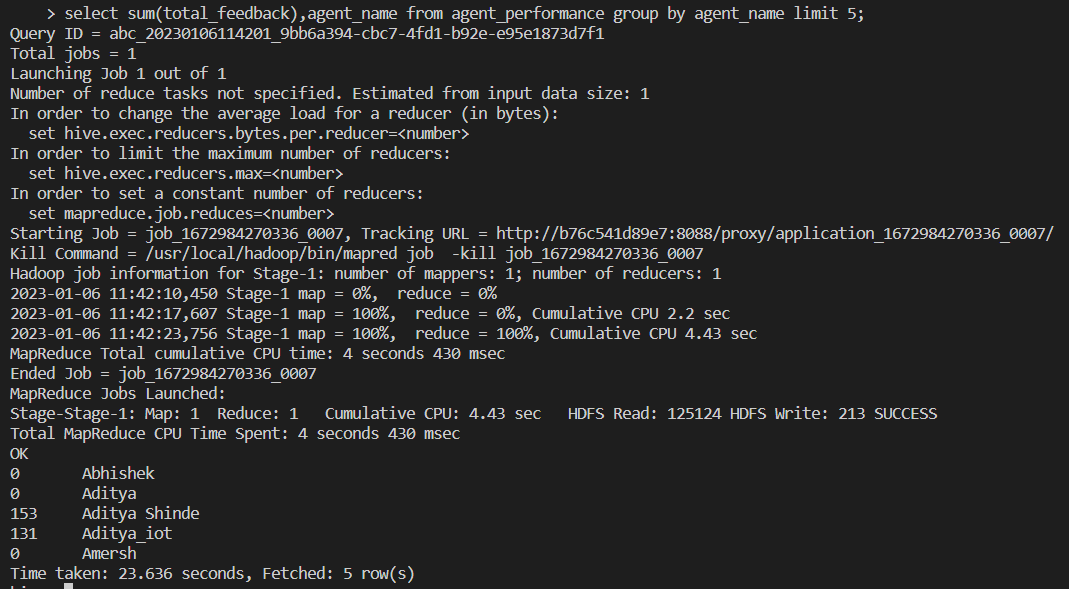 > select sum(total_feedback),agent_name from agent_performance group by agent_name limit 5;
Query ID = abc_20230106114201_9bb6a394-cbc7-4fd1-b92e-e95e1873d7f1
Total jobs = 1
Launching Job 1 out of 1
Number of reduce tasks not specified. Estimated from input data size: 1
In order to change the average load for a reducer (in bytes):
  set hive.exec.reducers.bytes.per.reducer=<number>
In order to limit the maximum number of reducers:
  set hive.exec.reducers.max=<number>
In order to set a constant number of reducers:
  set mapreduce.job.reduces=<number>
Starting Job = job_1672984270336_0007, Tracking URL = http://b76c541d89e7:8088/proxy/application_1672984270336_0007/
Kill Command = /usr/local/hadoop/bin/mapred job  -kill job_1672984270336_0007
Hadoop job information for Stage-1: number of mappers: 1; number of reducers: 1
2023-01-06 11:42:10,450 Stage-1 map = 0%,  reduce = 0%
2023-01-06 11:42:17,607 Stage-1 map = 100%,  reduce = 0%, Cumulative CPU 2.2 sec
2023-01-06 11:42:23,756 Stage-1 map = 100%,  reduce = 100%, Cumulative CPU 4.43 sec
MapReduce Total cumulative CPU time: 4 seconds 430 msec
Ended Job = job_1672984270336_0007
MapReduce Jobs Launched:
Stage-Stage-1: Map: 1  Reduce: 1   Cumulative CPU: 4.43 sec   HDFS Read: 125124 HDFS Write: 213 SUCCESS
Total MapReduce CPU Time Spent: 4 seconds 430 msec
OK
0       Abhishek
0       Aditya
153     Aditya Shinde
131     Aditya_iot
0       Amersh
Time taken: 23.636 seconds, Fetched: 5 row(s)